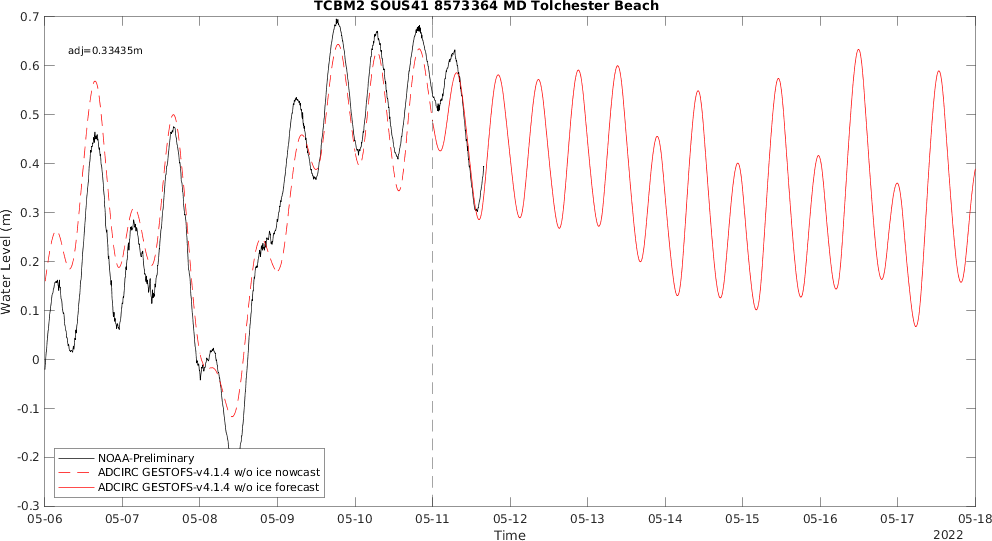 TCBM2 SOUS41 8573364 MD Tolchester Beach
0.7
adj=0.33435m
0.6
0.5
0.4
0.3
0.2
0.1
0
-0.1
-0.2
-0.3
Water Level (m)
NOAA-Preliminary
ADCIRC GESTOFS-v4.1.4 w/o ice nowcast
ADCIRC GESTOFS-v4.1.4 w/o ice forecast
05-06 05-07 05-08 05-09 05-10 05-11 05-12 05-13 05-14 05-15 05-16 05-17 05-18
Time
2022